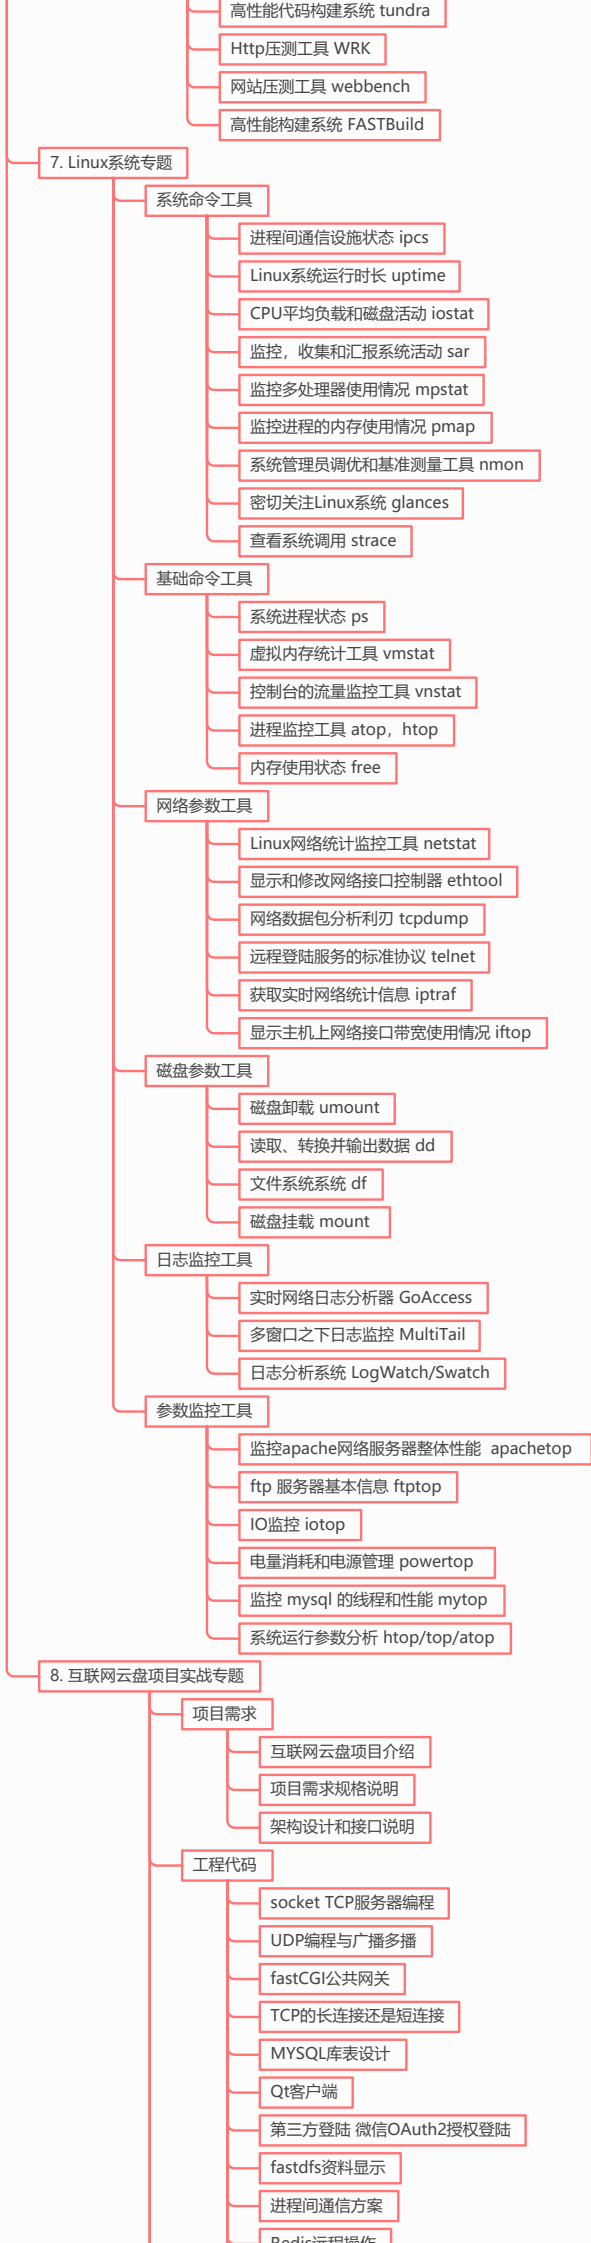 高性能代码构建系统 tundra
Http压测工具 WRK
网站压测工具 webbench
高性能构建系统 FASTBuild
7. Linux系统专题
系统命令工具
进程间通信设施状态 ipcs
Linux系统运行时长 uptime
CPU平均负载和磁盘活动 iostat
监控，收集和汇报系统活动 sar
监控多处理器使用情况 mpstat
监控进程的内存使用情况 pmap
系统管理员调优和基准测量工具 nmon
密切关注Linux系统 glances
查看系统调用 strace
基础命令工具
系统进程状态 ps
虚拟内存统计工具 vmstat
控制台的流量监控工具 vnstat
进程监控工具 atop，htop
内存使用状态 free
网络参数工具
Linux网络统计监控工具 netstat
显示和修改网络接口控制器 ethtool
网络数据包分析利刃 tcpdump
远程登陆服务的标准协议 telnet
获取实时网络统计信息 iptraf
显示主机上网络接口带宽使用情况 iftop
磁盘参数工具
磁盘卸载 umount
读取、转换并输出数据 dd
文件系统系统 df
磁盘挂载 mount
日志监控工具
实时网络日志分析器 GoAccess
多窗口之下日志监控 MultiTail
日志分析系统 LogWatch/Swatch
参数监控工具
监控apache网络服务器整体性能 apachetop
ftp 服务器基本信息 ftptop
IO监控 iotop
电量消耗和电源管理 powertop
监控 mysql 的线程和性能 mytop
系统运行参数分析 htop/top/atop
8. 互联网云盘项目实战专题
项目需求
互联网云盘项目介绍
项目需求规格说明
架构设计和接口说明
工程代码
socket TCP服务器编程
UDP编程与广播多播
fastCGI公共网关
TCP的长连接还是短连接
MYSQL库表设计
Qt客户端
第三方登陆 微信OAuth2授权登陆
fastdfs资料显示
进程间通信方案
Redis远程操作